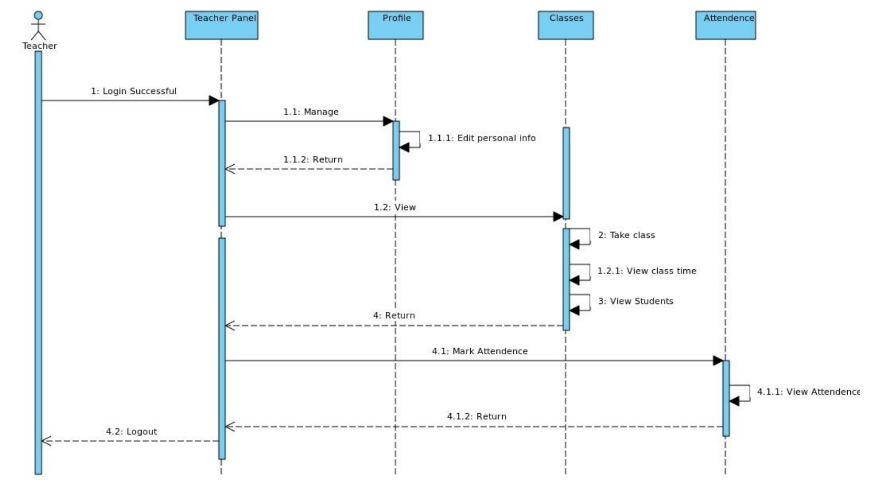 Teacher
Teacher Panel
Profile
Classes
Attendence
1: Login Successful
1.1: Manage
1.1.1: Edit personal info
1.1.2: Return
1.2: View
2: Take class
1.2.1: View class time
3: View Students
4: Return
4.1: Mark Attendence
4.1.1: View Attendence
4.1.2: Return
4.2: Logout